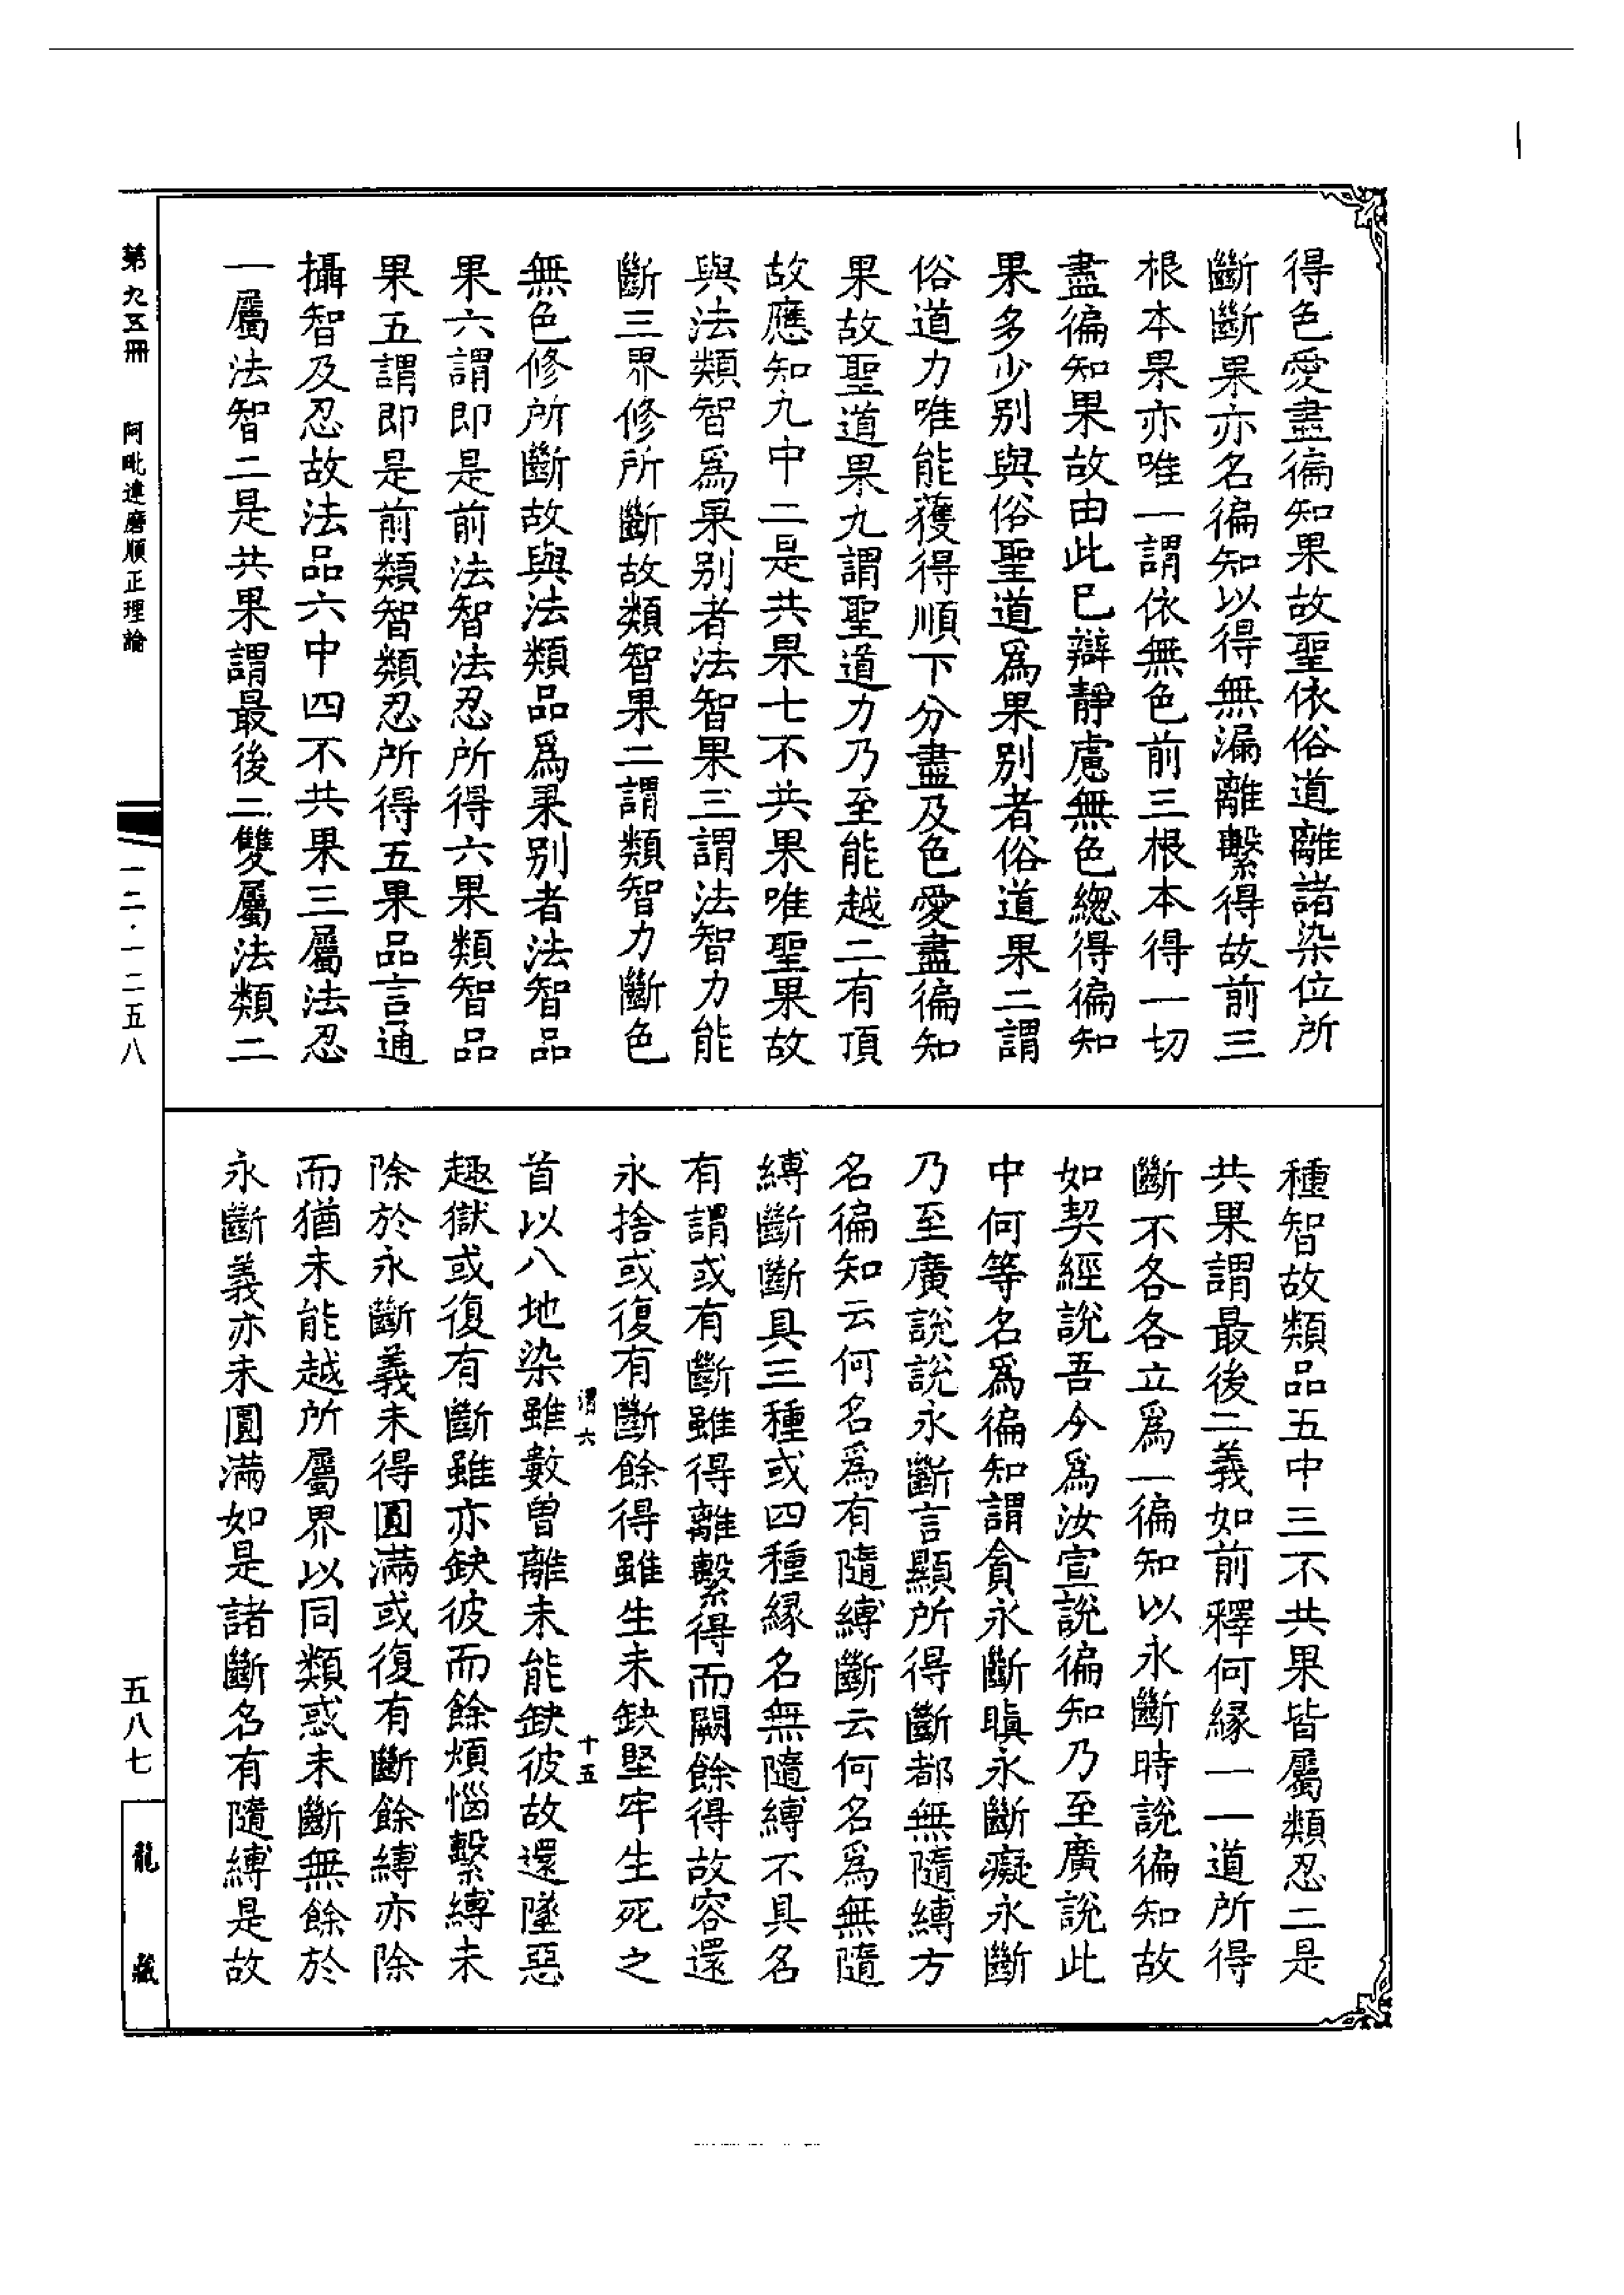 得色愛盡徧知果故聖依俗道離諸染位所
斷斷果亦名徧知以得無漏離繫得故前三
根本果亦唯一謂依無色前三根本得一切
盡徧知果故由此已辯靜慮無色總得徧知
果多少别與俗聖道爲果别者俗道果二謂
俗道力唯能獲得順下分盡及色愛盡徧知
果故聖道果九謂聖道力乃至能越二有頂
故應知九中二是共果七不共果唯聖果故
與法類智爲果别者法智果三謂法智力能
斷三界修所斷故類智果二謂類智力斷色
無色修所斷故與法類品爲果别者法智品
果六謂即是前法智法忍所得六果類智品
果五謂即是前類智類忍所得五果品言通
攝智及忍故法品六中四不共果三屬法忍
一屬法智二是共果謂最後二雙屬法類二
種智故類品五中三不共果皆屬類忍二是
共果謂最後二義如前釋何縁一一道所得
斷不各各立爲一徧知以永斷時說徧知故
如契經說吾今爲汝宣說徧知乃至廣說此
中何等名爲徧知謂貪永斷瞋永斷癡永斷
乃至廣說說永斷言顯所得斷都無隨縛方
名徧知云何名爲有隨縛斷云何名爲無隨
縛斷斷具三種或四種縁名無隨縛不具名
有謂或有斷雖得離繫得而闕餘得故容還
永捨或復有斷餘得雖生未缺堅牢生死之
謂六 十五
首以八地染雖數曽離未能缺彼故還墜惡
趣獄或復有斷雖亦缺彼而餘煩惱繫縛未
除於永斷義未得圓滿或復有斷餘縛亦除
而猶未能越所屬界以同類惑未斷無餘於
永斷義亦未圓滿如是諸斷名有隨縛是故
第九五冊 阿毗達磨順正理論 一二·一二五八 五八七 龍藏